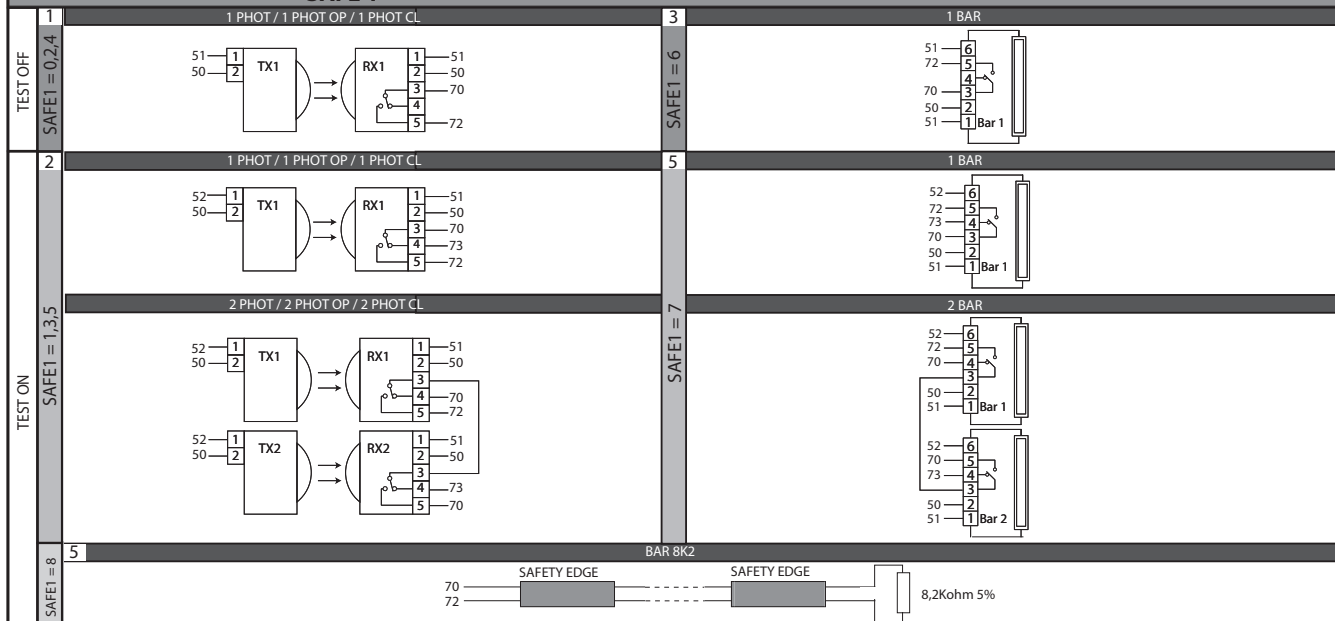 1
1 PHOT / 1 PHOT OP / 1 PHOT CL
3
1 BAR
TEST OFF
SAFE1 = 0,2,4
51 1 TX1 RX1 1 51
50 2 2 50
3 70
4
5 72
SAFE1 = 6
51 6
72 5
4
70 3
50 2
51 1 Bar 1
2
1 PHOT / 1 PHOT OP / 1 PHOT CL
5
1 BAR
TEST ON
SAFE1 = 1,3,5
52 1 TX1 RX1 1 51
50 2 2 50
3 70
4 73
5 72
SAFE1 = 7
52 6
72 5
73 4
70 3
50 2
51 1 Bar 1
2 PHOT / 2 PHOT OP / 2 PHOT CL
2 BAR
52 1 TX1 RX1 1 51
50 2 2 50
3
4 70
5 72
52 1 TX2 RX2 1 51
50 2 2 50
3
4 73
5 70
52 6
72 5
70 4
3
50 2
51 1 Bar 1
52 6
70 5
73 4
3
50 2
51 1 Bar 2
SAFE1 = 8
5
BAR 8K2
SAFETY EDGE SAFETY EDGE
70
72
8,2Kohm 5%